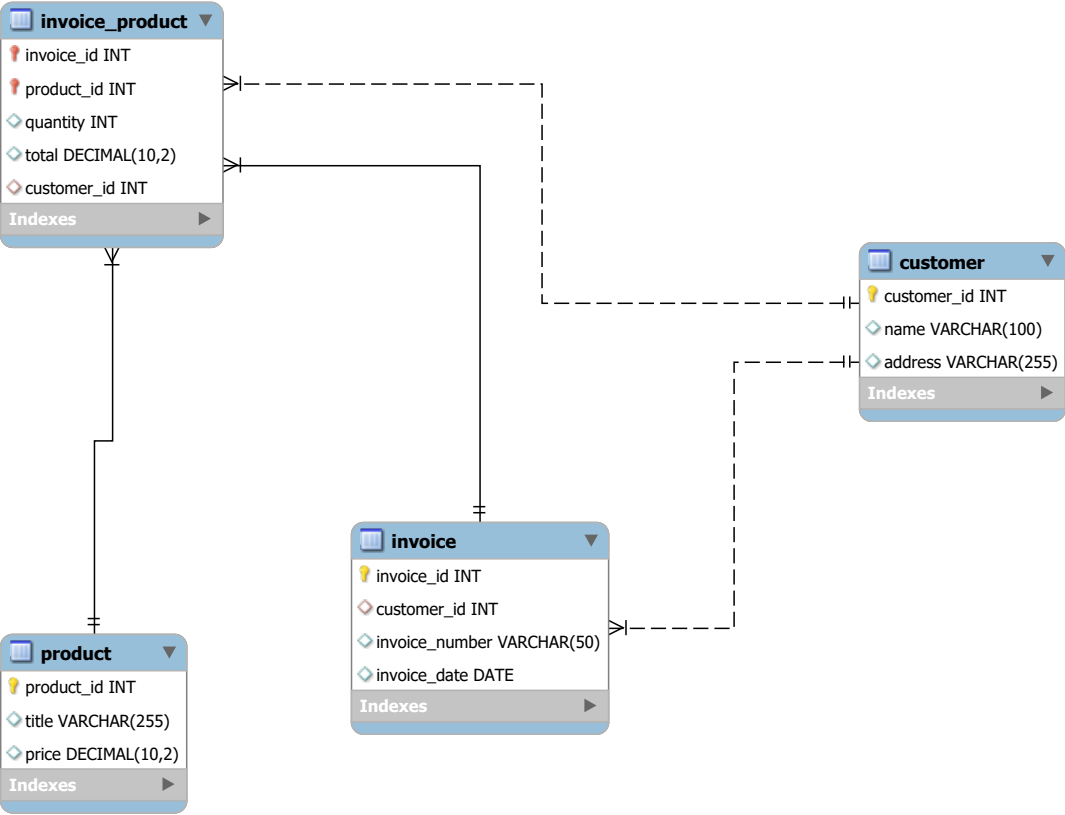 invoice_product
invoice_id INT
product_id INT
quantity INT
total DECIMAL(10,2)
customer_id INT
Indexes
customer
customer_id INT
name VARCHAR(100)
address VARCHAR(255)
Indexes
invoice
invoice_id INT
customer_id INT
invoice_number VARCHAR(50)
invoice_date DATE
Indexes
product
product_id INT
title VARCHAR(255)
price DECIMAL(10,2)
Indexes